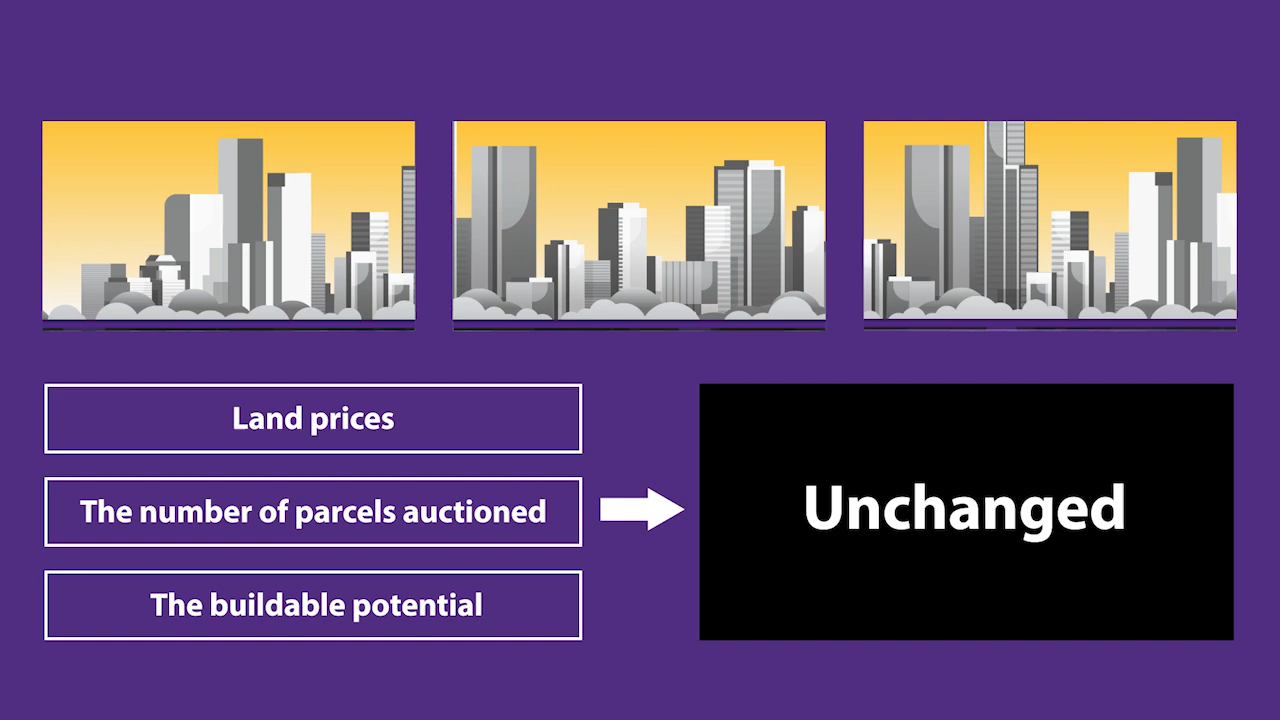 Land prices
The number of parcels auctioned
The buildable potential
Unchanged